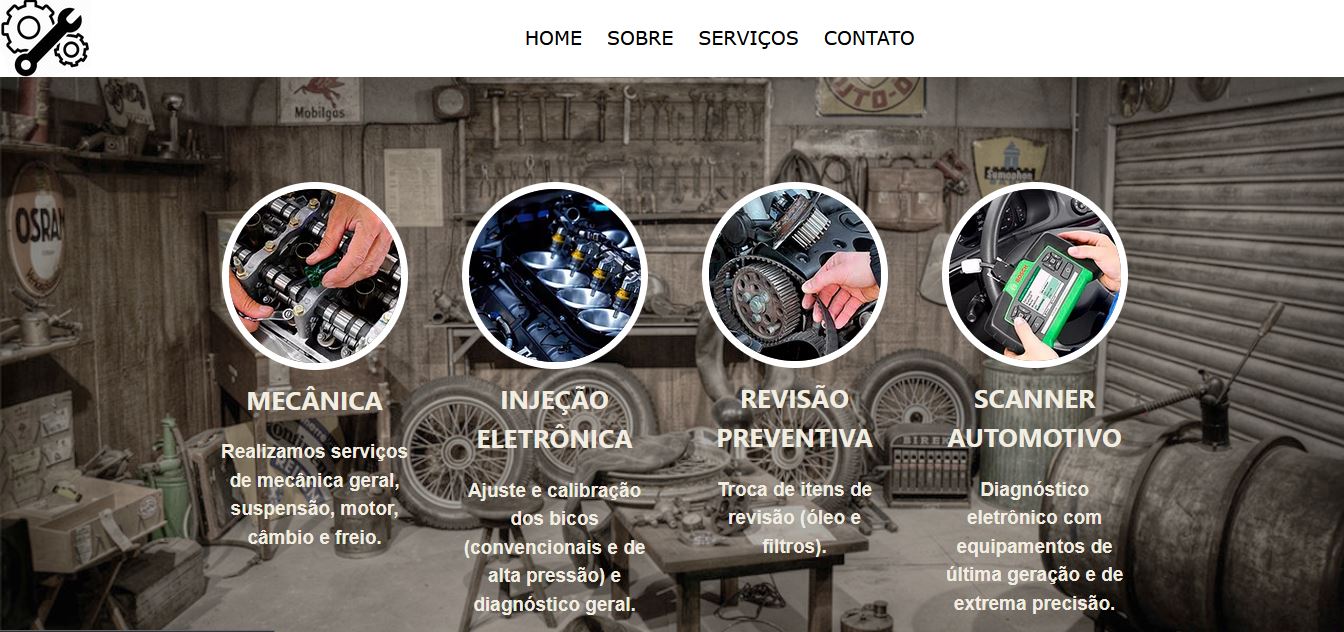 HOME SOBRE SERVIÇOS CONTATO
Mobilgas
OSRAM
MECÂNICA
Realizamos serviços
de mecânica geral,
suspensão, motor,
câmbio e freio.
INJEÇÃO
ELETRÔNICA
Ajuste e calibração
dos bicos
(convencionais e de
alta pressão) e
diagnóstico geral.
REVISÃO
PREVENTIVA
Troca de itens de
revisão (óleo e
filtros).
SCANNER
AUTOMOTIVO
Diagnóstico
eletrônico com
equipamentos de
última geração e de
extrema precisão.